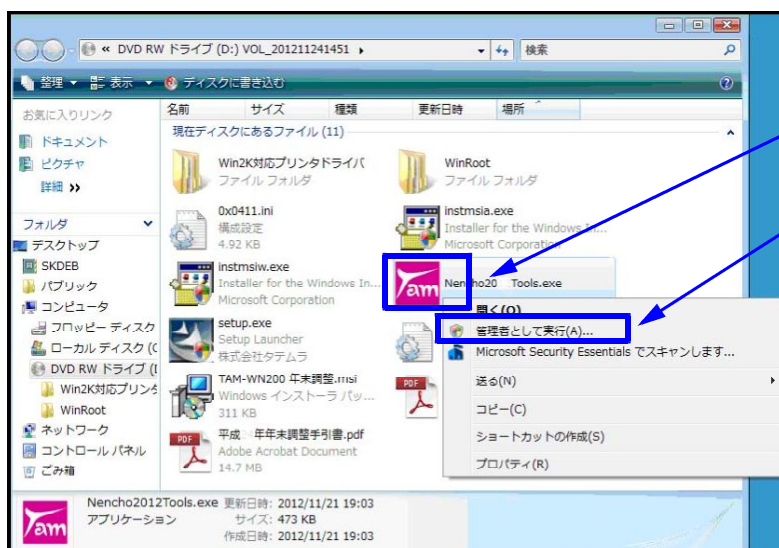 « DVD RW ドライブ (D:) VOL_201211241451
検索
整理 表示 ディスクに書き込む
お気に入りリンク
ドキュメント
ピクチャ
詳細 »
フォルダ
デスクトップ
SKDEB
パブリック
コンピュータ
フロッピー ディスク
ローカル ディスク (C
DVD RW ドライブ (I
Win2K対応プリンタ
WinRoot
ネットワーク
コントロール パネル
ごみ箱
名前 サイズ 種類 更新日時 場所
現在ディスクにあるファイル (11)
Win2K対応プリンタドライバ
ファイル フォルダ
WinRoot
ファイル フォルダ
0x0411.ini
構成設定
4.92 KB
instmsia.exe
Installer for the Windows In...
Microsoft Corporation
instmsiw.exe
Installer for the Windows In...
Microsoft Corporation
Tam
Nencho20 Tools.exe
setup.exe
Setup Launcher
株式会社タテムラ
TAM-WN200 年末調整.msi
Windows インストーラ パッ...
311 KB
PDF
PDF
平成 年年末調整手引書.pdf
Adobe Acrobat Document
14.7 MB
開く(O)
管理者として実行(A)...
Microsoft Security Essentials でスキャンします...
送る(N)
コピー(C)
ショートカットの作成(S)
プロパティ(R)
Tam
Nencho2012Tools.exe 更新日時: 2012/11/21 19:03
アプリケーション サイズ: 473 KB
作成日時: 2012/11/21 19:03